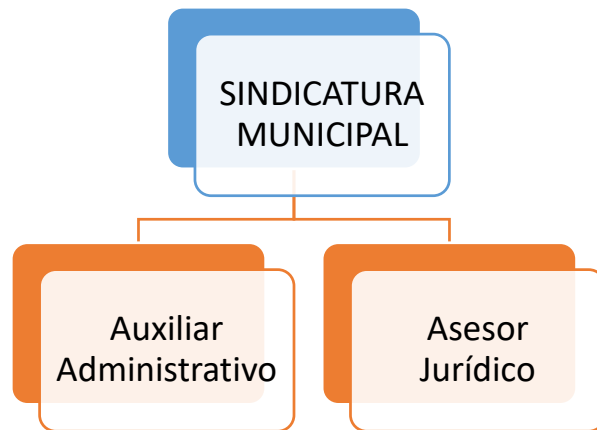 SINDICATURA
MUNICIPAL
Auxiliar
Administrativo
Asesor
Jurídico